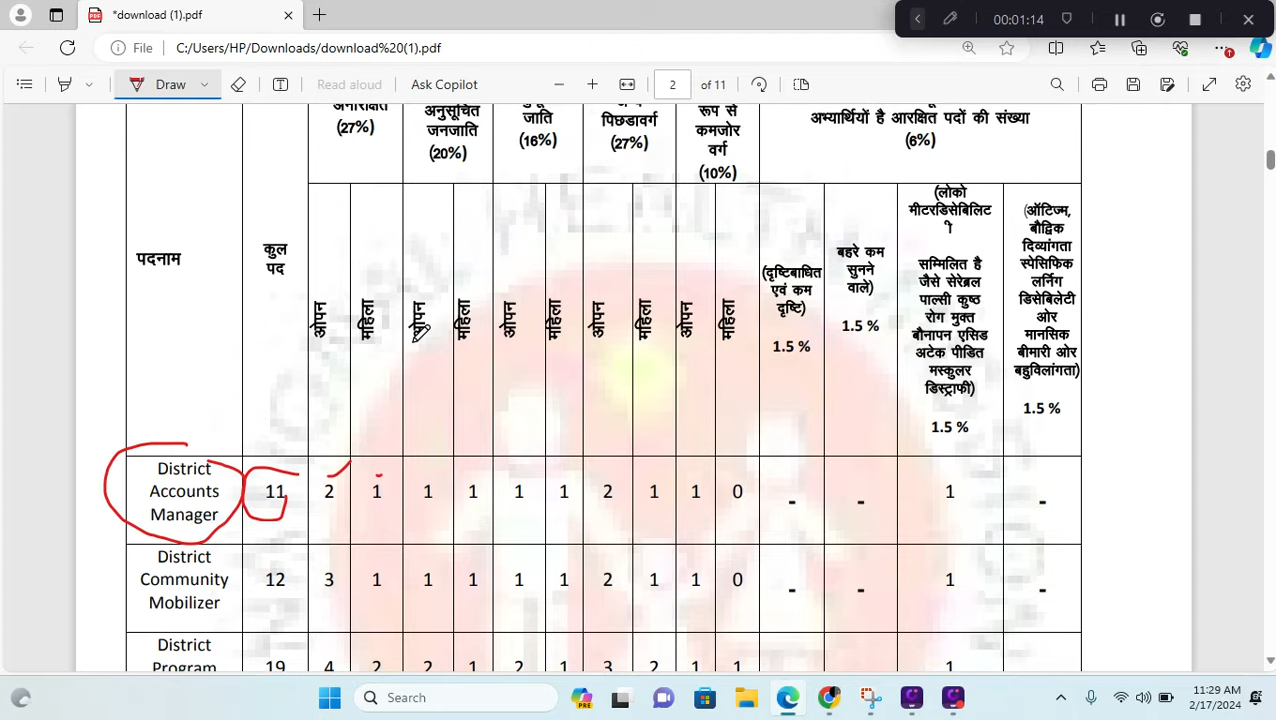 *download (1).pdf
00:01:14
File
C:/Users/HP/Downloads/download%20(1).pdf
Draw
Read aloud
Ask Copilot
2
of 11
अनारक्षित
(27%)
अनुसूचित
जनजाति
(20%)
जाति
(16%)
पिछडावर्ग
(27%)
रूप से
कमजोर
वर्ग
(10%)
अभ्यार्थियों है आरक्षित पदों की संख्या
(6%)
पदनाम
कुल
पद
ओपन
महिला
ओपन
महिला
ओपन
महिला
ओपन
महिला
ओपन
महिला
(दृष्टिबाधित
एवं कम
दृष्टि)
1.5 %
बहरे कम
सुनने
वाले)
1.5 %
(लोको
मीटरडिसेबिलिट
ी
सम्मिलित है
जैसे सेरेब्रल
पाल्सी कुष्ठ
रोग मुक्त
बौनापन एसिड
अटेक पीडित
मस्कुलर
डिस्ट्राफी)
1.5 %
(ऑटिज्म,
बौद्विक
दिव्यांगता
स्पेसिफिक
लर्निग
डिसेबिलेटी
ओर
मानसिक
बीमारी ओर
बहुविलांगता)
1.5 %
District
Accounts
Manager
11 2 1 1 1 1 1 2 1 1 0 - - 1 -
District
Community
Mobilizer
12 3 1 1 1 1 1 2 1 1 0 - - 1 -
District
Program
19 4 2 2 1 2 1 3 2 1 1 1
Search
PRE
11:29 AM
2/17/2024